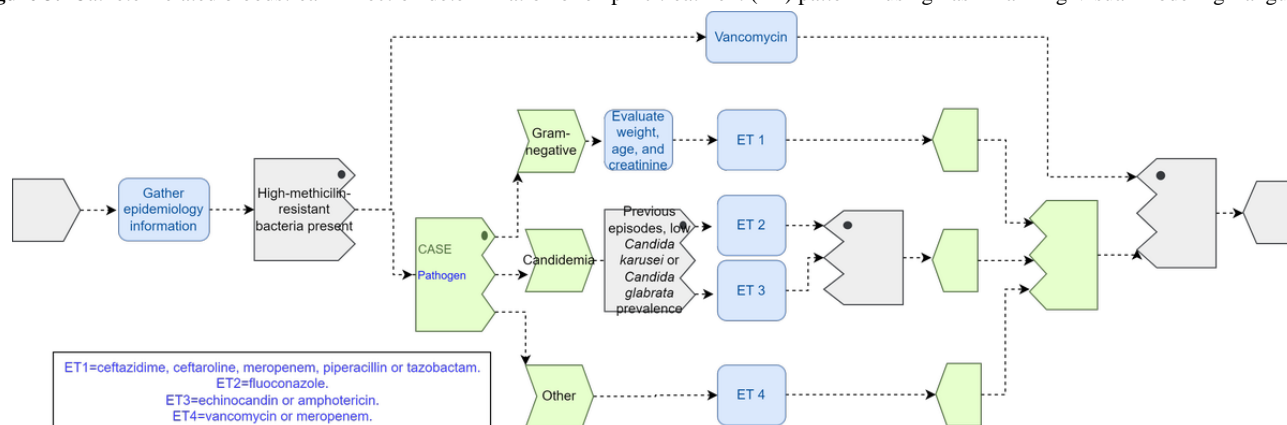 Vancomycin
Gram-
negative
Evaluate
weight,
age, and
creatinine
ET 1
Gather
epidemiology
information
High-methicilin-
resistant
bacteria present
CASE
Pathogen
Candidemia
Previous
episodes, low
Candida
karusei or
Candida
glabrata
prevalence
ET 2
ET 3
Other
ET 4
ET1=ceftazidime, ceftaroline, meropenem, piperacillin or tazobactam.
ET2=fluoconazole.
ET3=echinocandin or amphotericin.
ET4=vancomycin or meropenem.